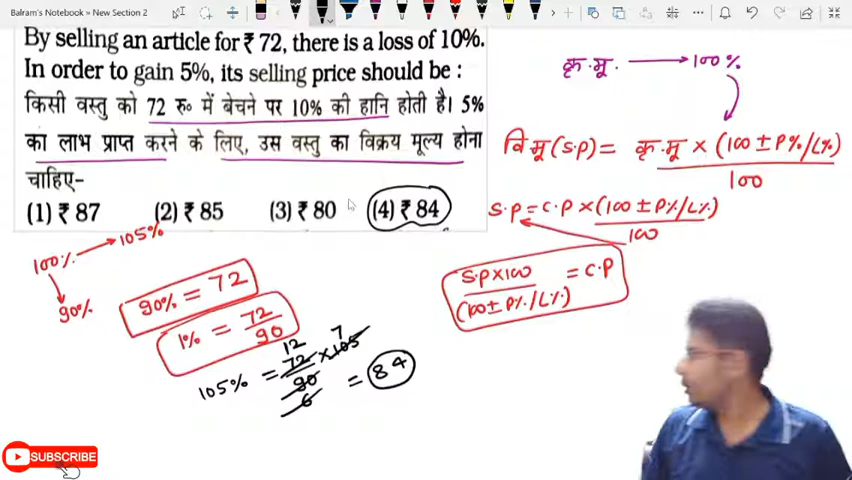 Balram's Notebook » New Section 2
By selling an article for ₹ 72, there is a loss of 10%.
In order to gain 5%, its selling price should be :
किसी वस्तु को 72 रु० में बेचने पर 10% की हानि होती है। 5%
का लाभ प्राप्त करने के लिए, उस वस्तु का विक्रय मूल्य होना
चाहिए-
(1) ₹ 87 (2) ₹ 85 (3) ₹ 80 (4) ₹ 84
100% → 105%
90%
90% = 72
1% = 72/90
105% = 72/90 × 105 = 84
12
7
6
कृ.मू. → 100%
वि मू (S.P) = कृ.मू × (100 ± P%/L%)/100
S.P = C.P × (100 ± P%/L%)/100
S.P × 100/(100 ± P%/L%) = C.P
SUBSCRIBE